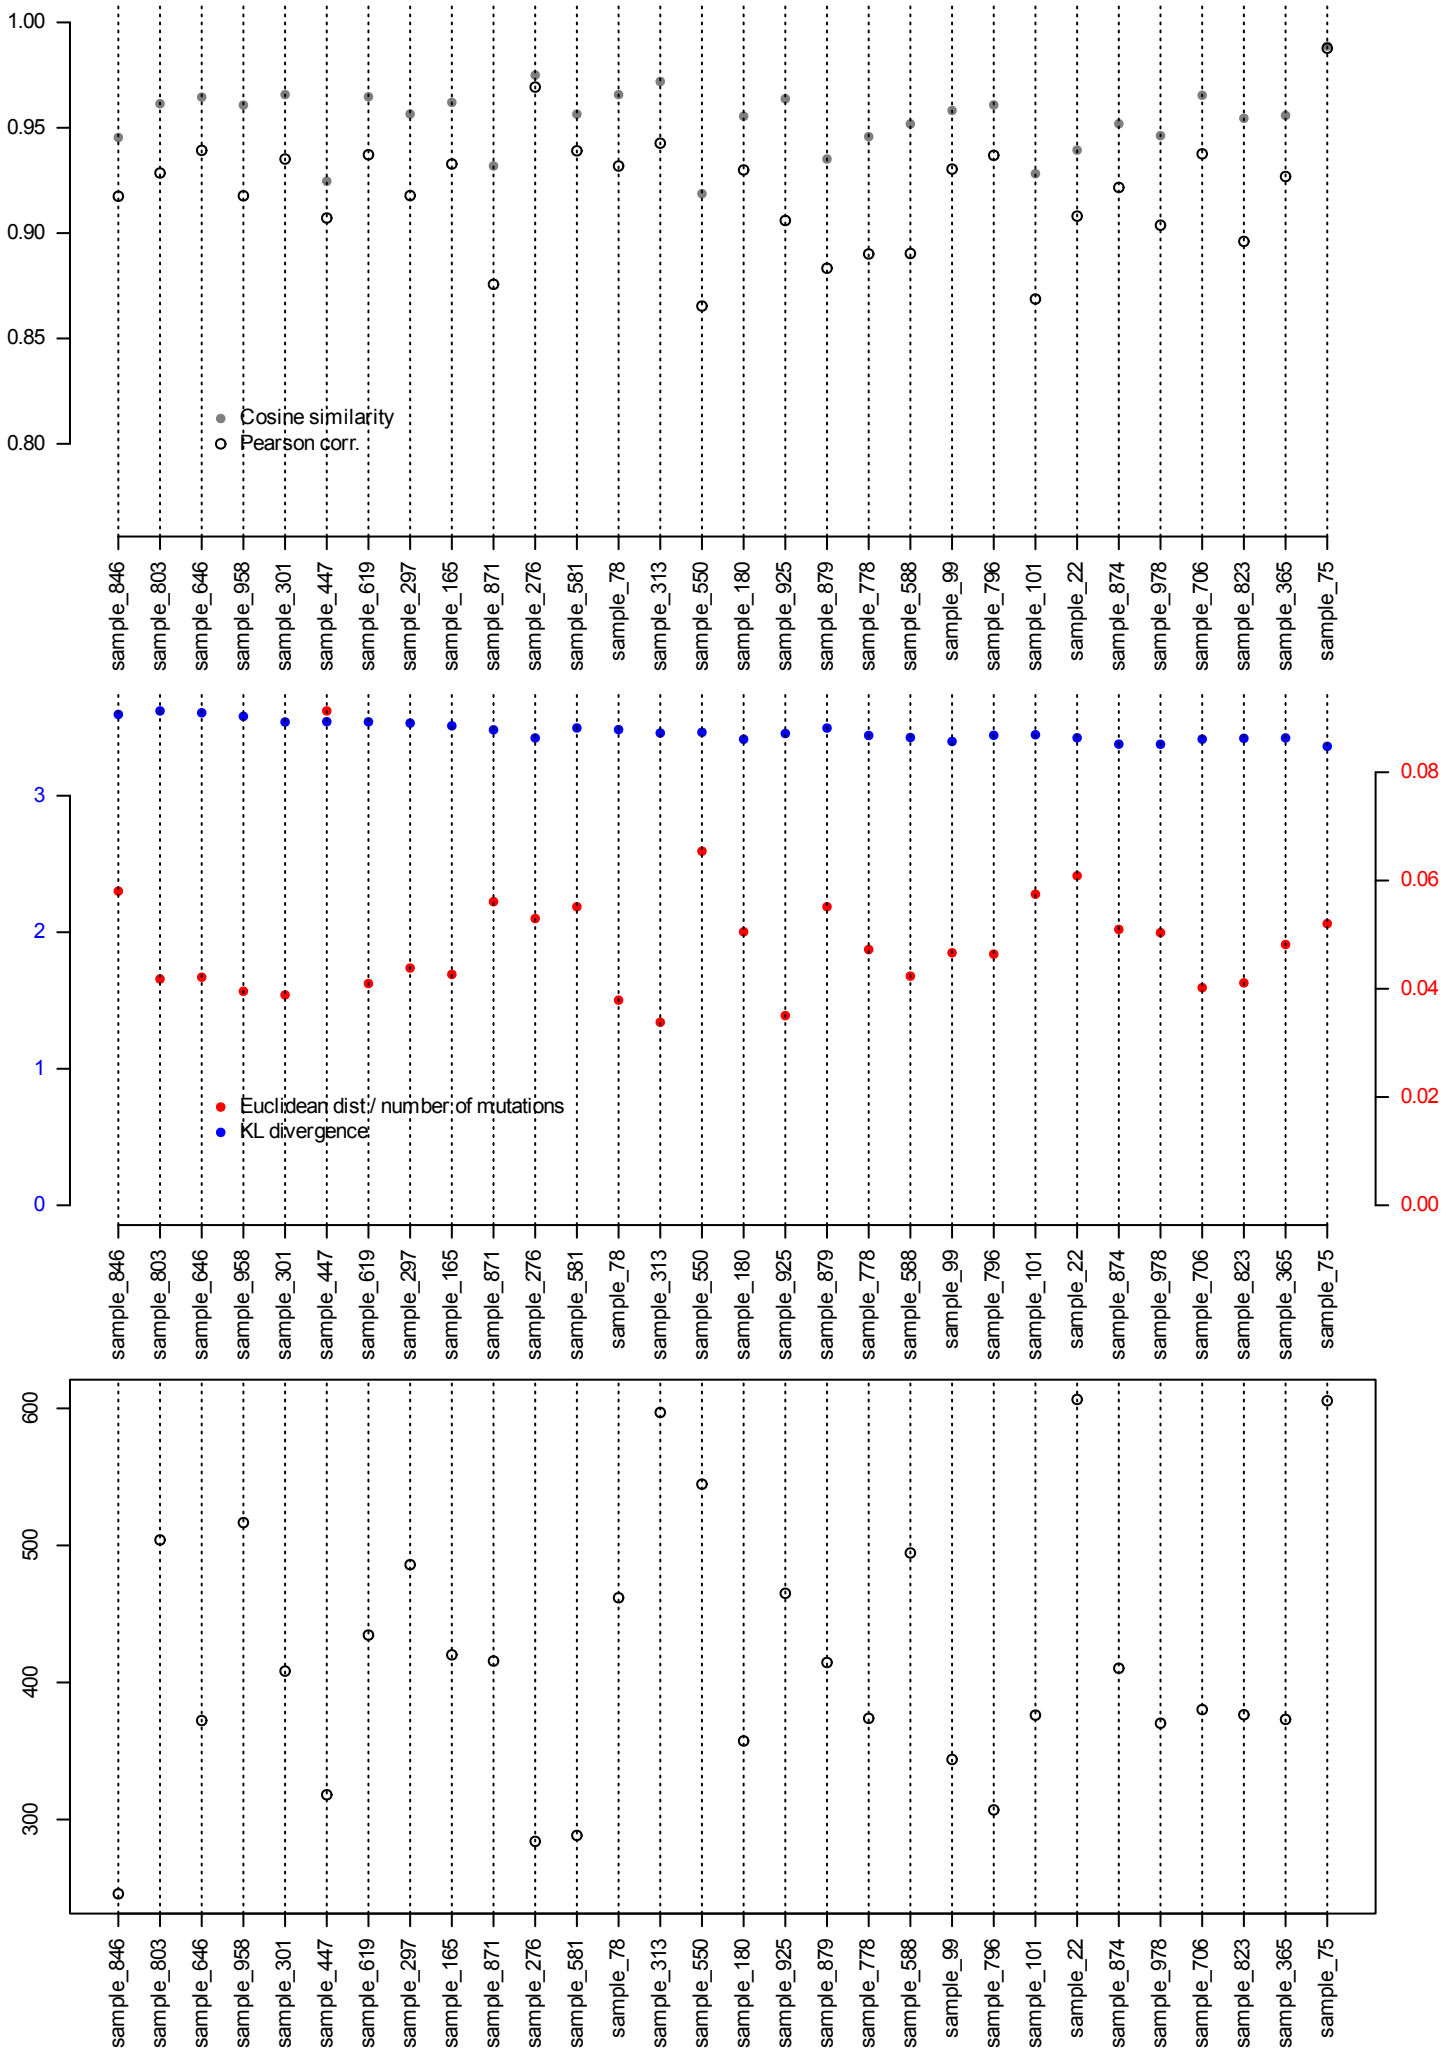 1.00
0.95
0.90
0.85
0.80
Cosine similarity
Pearson corr.
sample_846
sample_803
sample_646
sample_958
sample_301
sample_447
sample_619
sample_297
sample_165
sample_871
sample_276
sample_581
sample_78
sample_313
sample_550
sample_180
sample_925
sample_879
sample_778
sample_588
sample_99
sample_796
sample_101
sample_22
sample_874
sample_978
sample_706
sample_823
sample_365
sample_75
3
2
1
0
0.08
0.06
0.04
0.02
0.00
Euclidean dist./ number of mutations
KL divergence
sample_846
sample_803
sample_646
sample_958
sample_301
sample_447
sample_619
sample_297
sample_165
sample_871
sample_276
sample_581
sample_78
sample_313
sample_550
sample_180
sample_925
sample_879
sample_778
sample_588
sample_99
sample_796
sample_101
sample_22
sample_874
sample_978
sample_706
sample_823
sample_365
sample_75
600
500
400
300
sample_846
sample_803
sample_646
sample_958
sample_301
sample_447
sample_619
sample_297
sample_165
sample_871
sample_276
sample_581
sample_78
sample_313
sample_550
sample_180
sample_925
sample_879
sample_778
sample_588
sample_99
sample_796
sample_101
sample_22
sample_874
sample_978
sample_706
sample_823
sample_365
sample_75